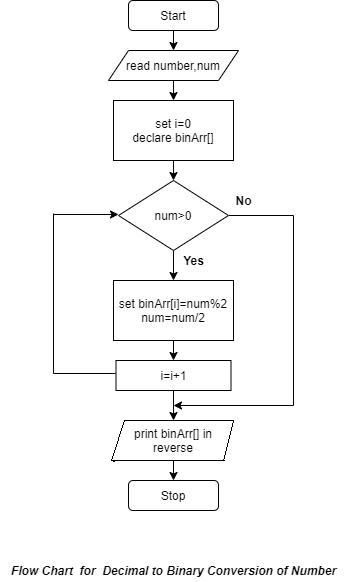 Start
read number,num
set i=0
declare binArr[]
num>0
No
Yes
set binArr[i]=num%2
num=num/2
i=i+1
print binArr[] in
reverse
Stop
Flow Chart for Decimal to Binary Conversion of Number